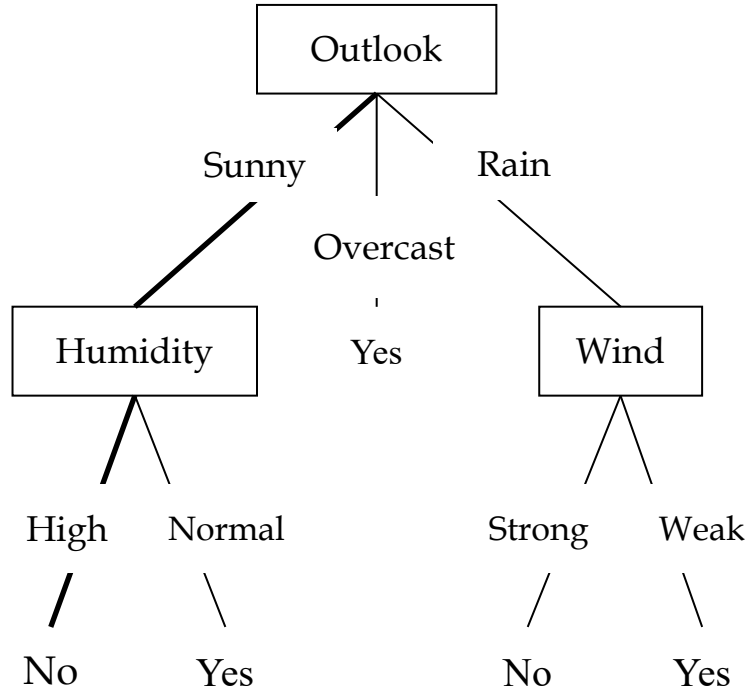 Outlook
Sunny
Rain
Overcast
Humidity
Yes
Wind
High
Normal
Strong
Weak
No
Yes
No
Yes